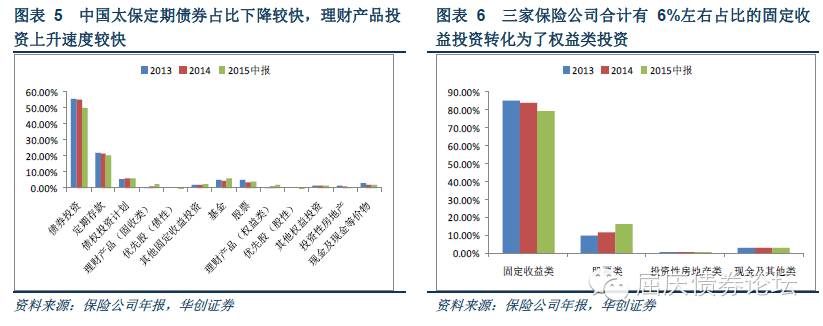 图表 5 中国太保定期债券占比下降较快，理财产品投
资上升速度较快
2013 2014 2015中报
60.00%
50.00%
40.00%
30.00%
20.00%
10.00%
0.00%
债券投资
定期存款
债权投资计划
理财产品（固收类）
优先股（债性）
其他固定收益投资
基金
股票
理财产品（权益类）
优先股（股性）
其他权益投资
投资性房地产
现金及现金等价物
资料来源：保险公司年报，华创证券
图表 6 三家保险公司合计有 6%左右占比的固定收
益投资转化为了权益类投资
2013 2014 2015中报
90.00%
80.00%
70.00%
60.00%
50.00%
40.00%
30.00%
20.00%
10.00%
0.00%
固定收益类 股票类 投资性房地产类 现金及其他类
资料来源：保险公司年报，华创证券
屈庆债券论坛